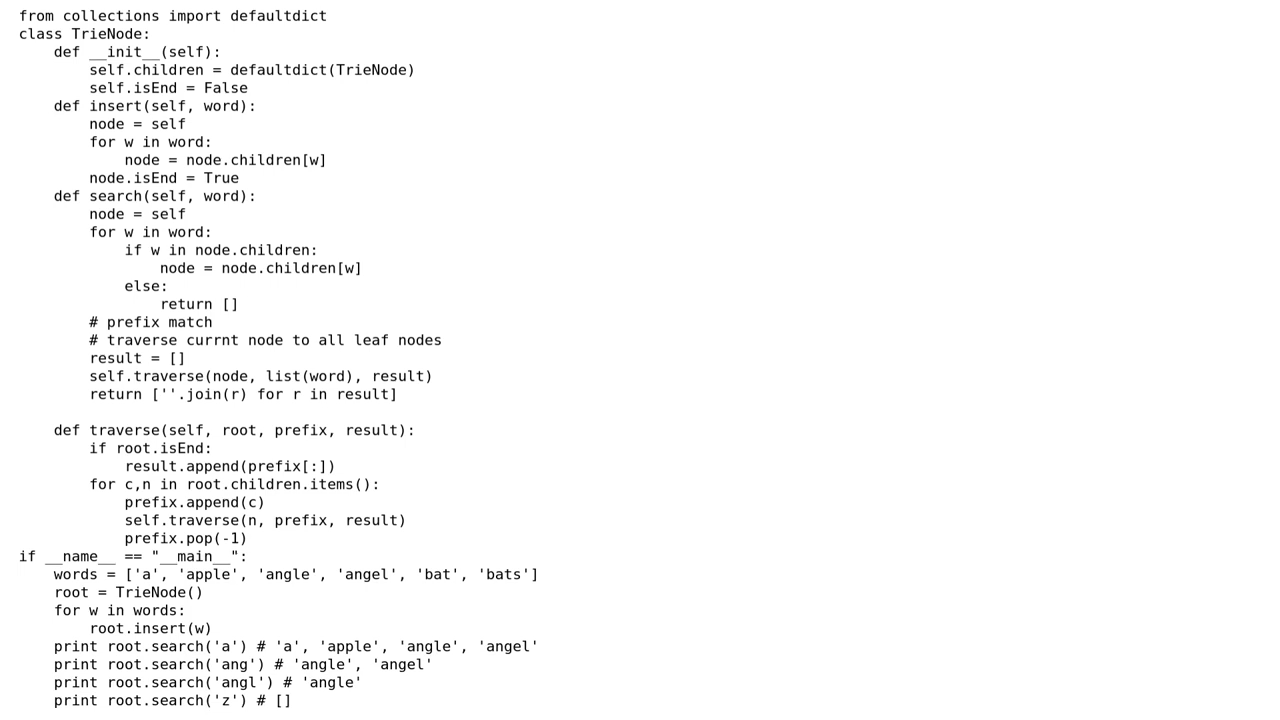 from collections import defaultdict
class TrieNode:
    def __init__(self):
        self.children = defaultdict(TrieNode)
        self.isEnd = False
    def insert(self, word):
        node = self
        for w in word:
            node = node.children[w]
        node.isEnd = True
    def search(self, word):
        node = self
        for w in word:
            if w in node.children:
                node = node.children[w]
            else:
                return []
        # prefix match
        # traverse currnt node to all leaf nodes
        result = []
        self.traverse(node, list(word), result)
        return [''.join(r) for r in result]

    def traverse(self, root, prefix, result):
        if root.isEnd:
            result.append(prefix[:])
        for c,n in root.children.items():
            prefix.append(c)
            self.traverse(n, prefix, result)
            prefix.pop(-1)
if __name__ == "__main__":
    words = ['a', 'apple', 'angle', 'angel', 'bat', 'bats']
    root = TrieNode()
    for w in words:
        root.insert(w)
    print root.search('a') # 'a', 'apple', 'angle', 'angel'
    print root.search('ang') # 'angle', 'angel'
    print root.search('angl') # 'angle'
    print root.search('z') # []